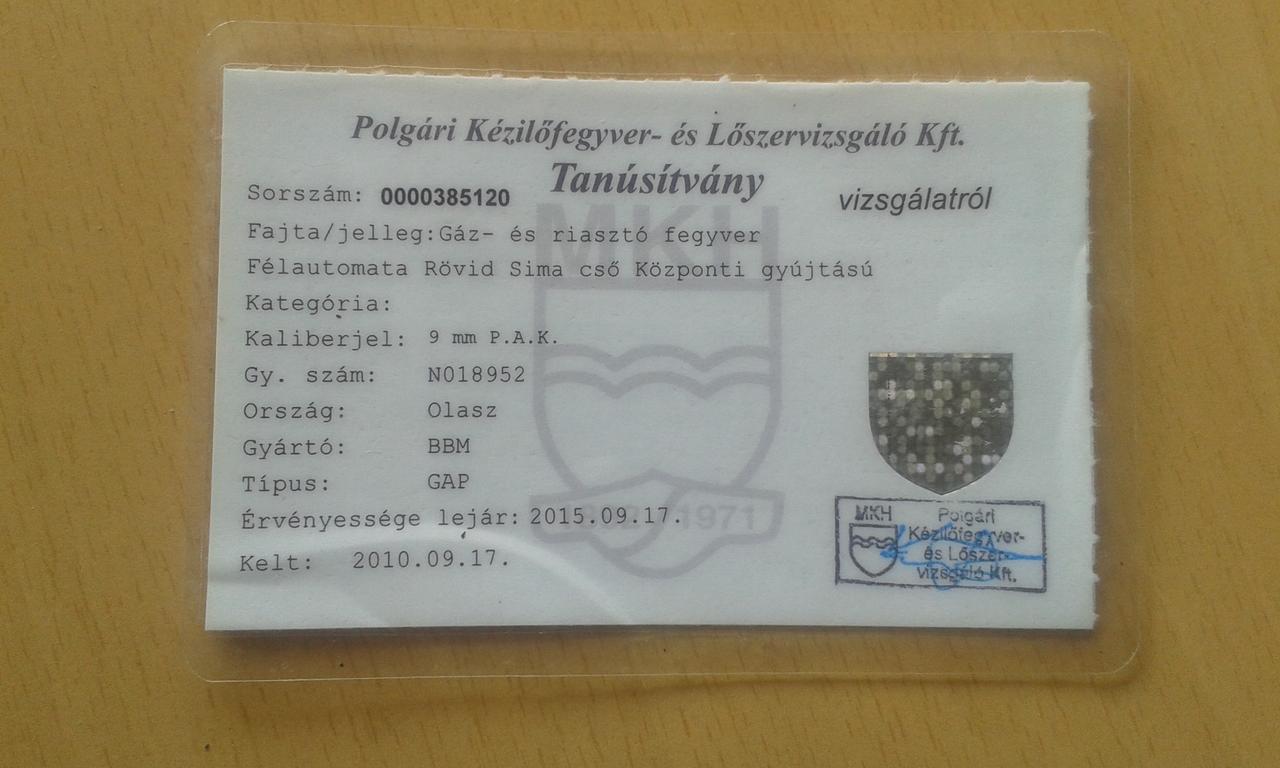 Polgári Kézilőfegyver- és Lőszervizsgáló Kft.
Tanúsítvány
Sorszám: 0000385120
vizsgálatról
Fajta/jelleg:Gáz- és riasztó fegyver
Félautomata Rövid Sima cső Központi gyújtású
Kategória:
Kaliberjel: 9 mm P.A.K.
Gy. szám: N018952
Ország: Olasz
Gyártó: BBM
Típus: GAP
Érvényessége lejár: 2015.09.17.
Kelt: 2010.09.17.
MKH
1971
MKH
Polgári
Kézilőfegyver-
és Lőszer-
vizsgáló Kft.